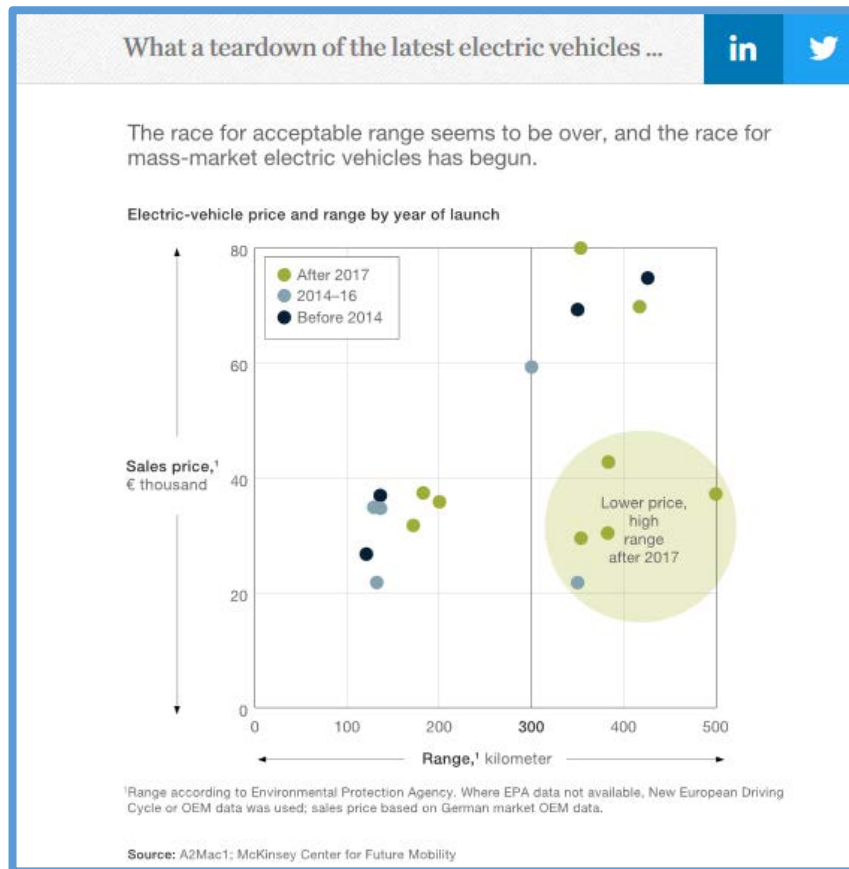 What a teardown of the latest electric vehicles ...
in
The race for acceptable range seems to be over, and the race for
mass-market electric vehicles has begun.
Electric-vehicle price and range by year of launch
80
After 2017
2014–16
Before 2014
60
Sales price,¹
€ thousand
40
Lower price,
high
range
after 2017
20
0
0 100 200 300 400 500
Range,¹ kilometer
¹Range according to Environmental Protection Agency. Where EPA data not available, New European Driving
Cycle or OEM data was used; sales price based on German market OEM data.
Source: A2Mac1; McKinsey Center for Future Mobility